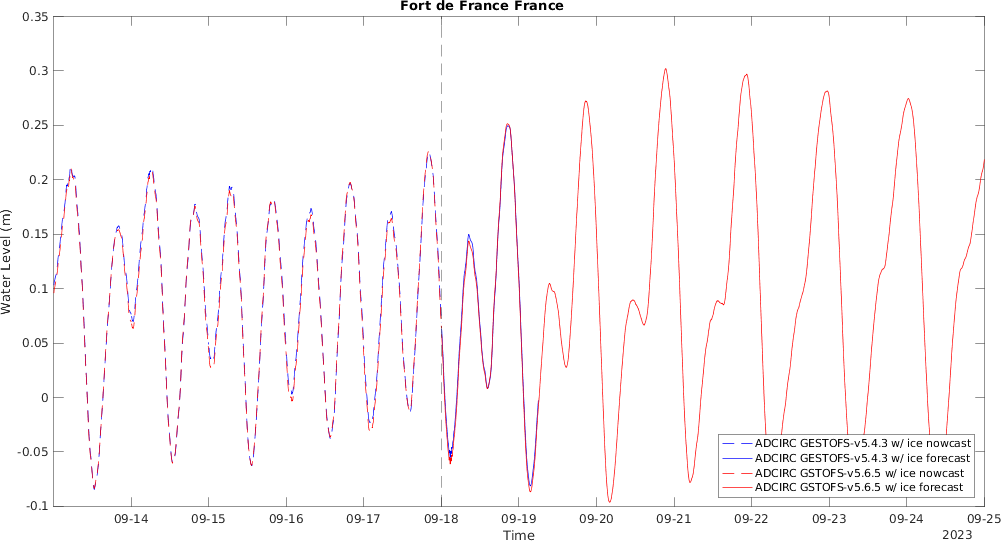 Fort de France France
0.35
0.3
0.25
0.2
0.15
0.1
0.05
0
-0.05
-0.1
Water Level (m)
ADCIRC GESTOFS-v5.4.3 w/ ice nowcast
ADCIRC GESTOFS-v5.4.3 w/ ice forecast
ADCIRC GSTOFS-v5.6.5 w/ ice nowcast
ADCIRC GSTOFS-v5.6.5 w/ ice forecast
09-14 09-15 09-16 09-17 09-18 09-19 09-20 09-21 09-22 09-23 09-24 09-25
Time
2023